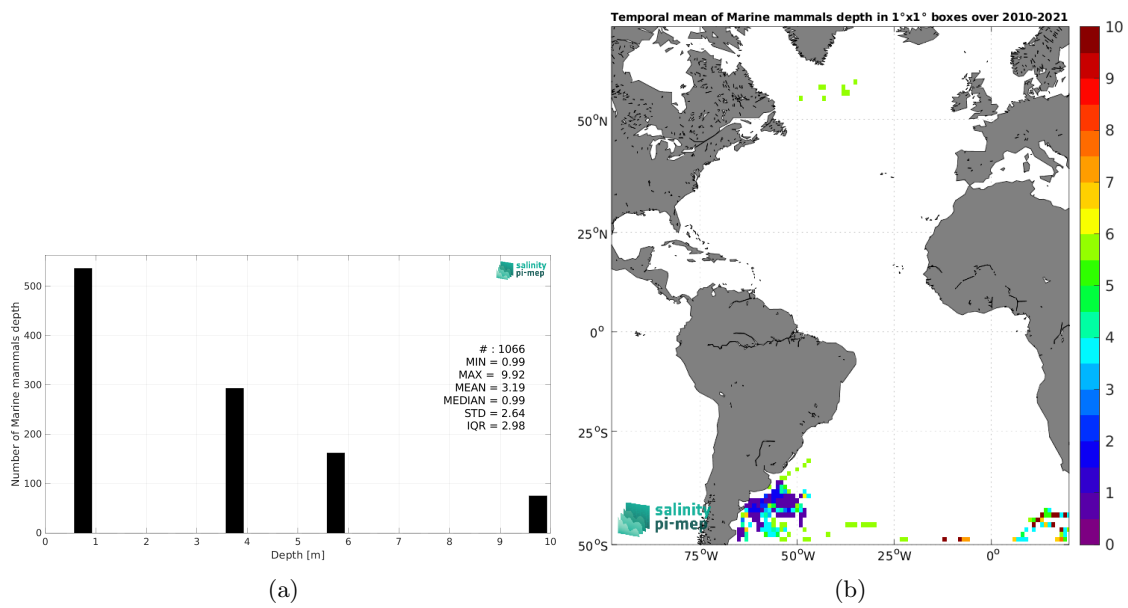 Temporal mean of Marine mammals depth in 1°x1° boxes over 2010-2021
salinity
pi-mep
# : 1066
MIN = 0.99
MAX = 9.92
MEAN = 3.19
MEDIAN = 0.99
STD = 2.64
IQR = 2.98
Number of Marine mammals depth
500
400
300
200
100
0
0 1 2 3 4 5 6 7 8 9 10
Depth [m]
(a)
50°N
25°N
0°
25°S
50°S
75°W 50°W 25°W 0°
salinity
pi-mep
10
9
8
7
6
5
4
3
2
1
0
(b)